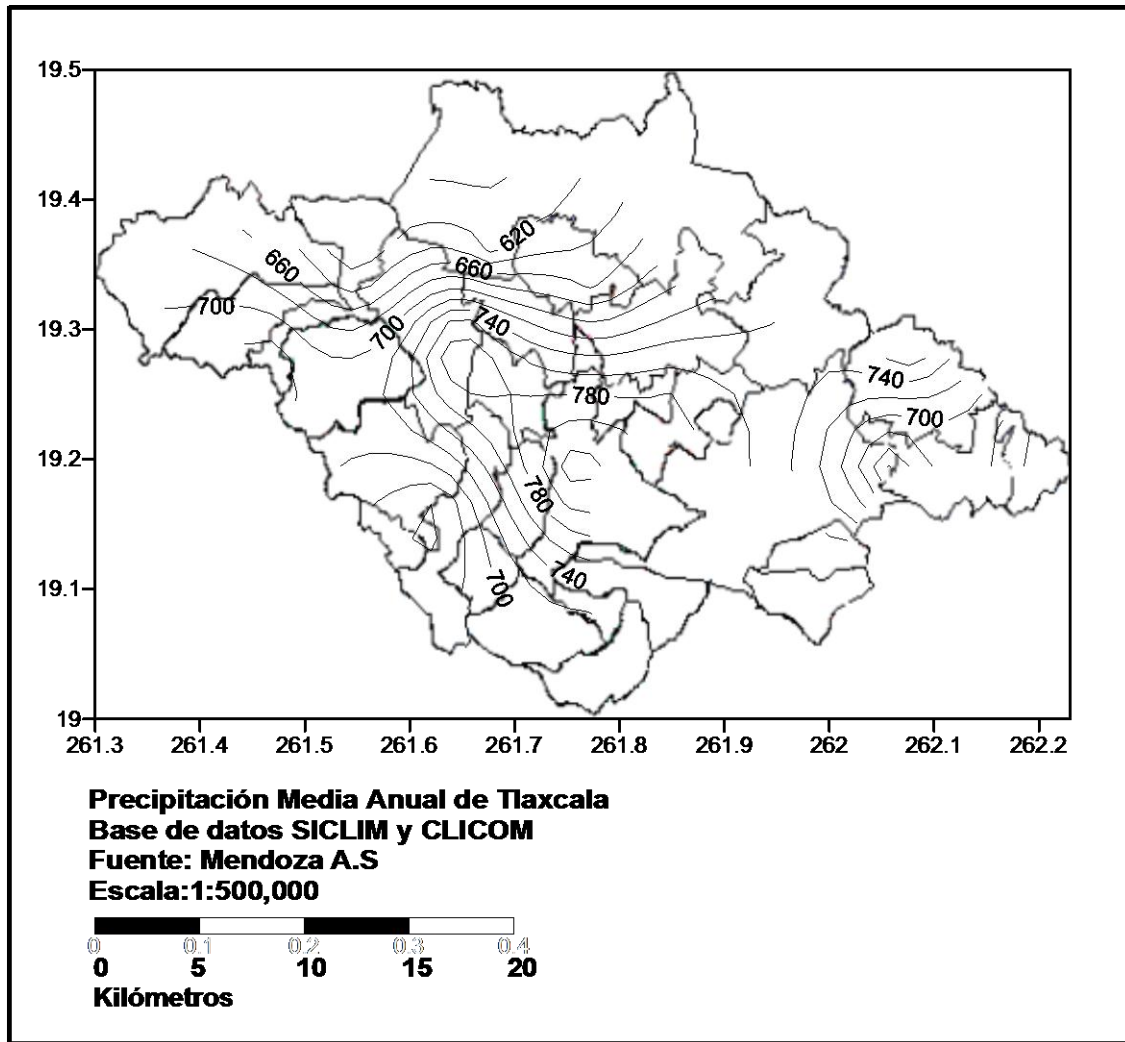 19.5
19.4
19.3
19.2
19.1
19
620
660
660
700
700
740
740
700
780
780
740
700
261.3 261.4 261.5 261.6 261.7 261.8 261.9 262 262.1 262.2
Precipitación Media Anual de Tlaxcala
Base de datos SICLIM y CLICOM
Fuente: Mendoza A.S
Escala:1:500,000
0 0.1 0.2 0.3 0.4
0 5 10 15 20
Kilómetros